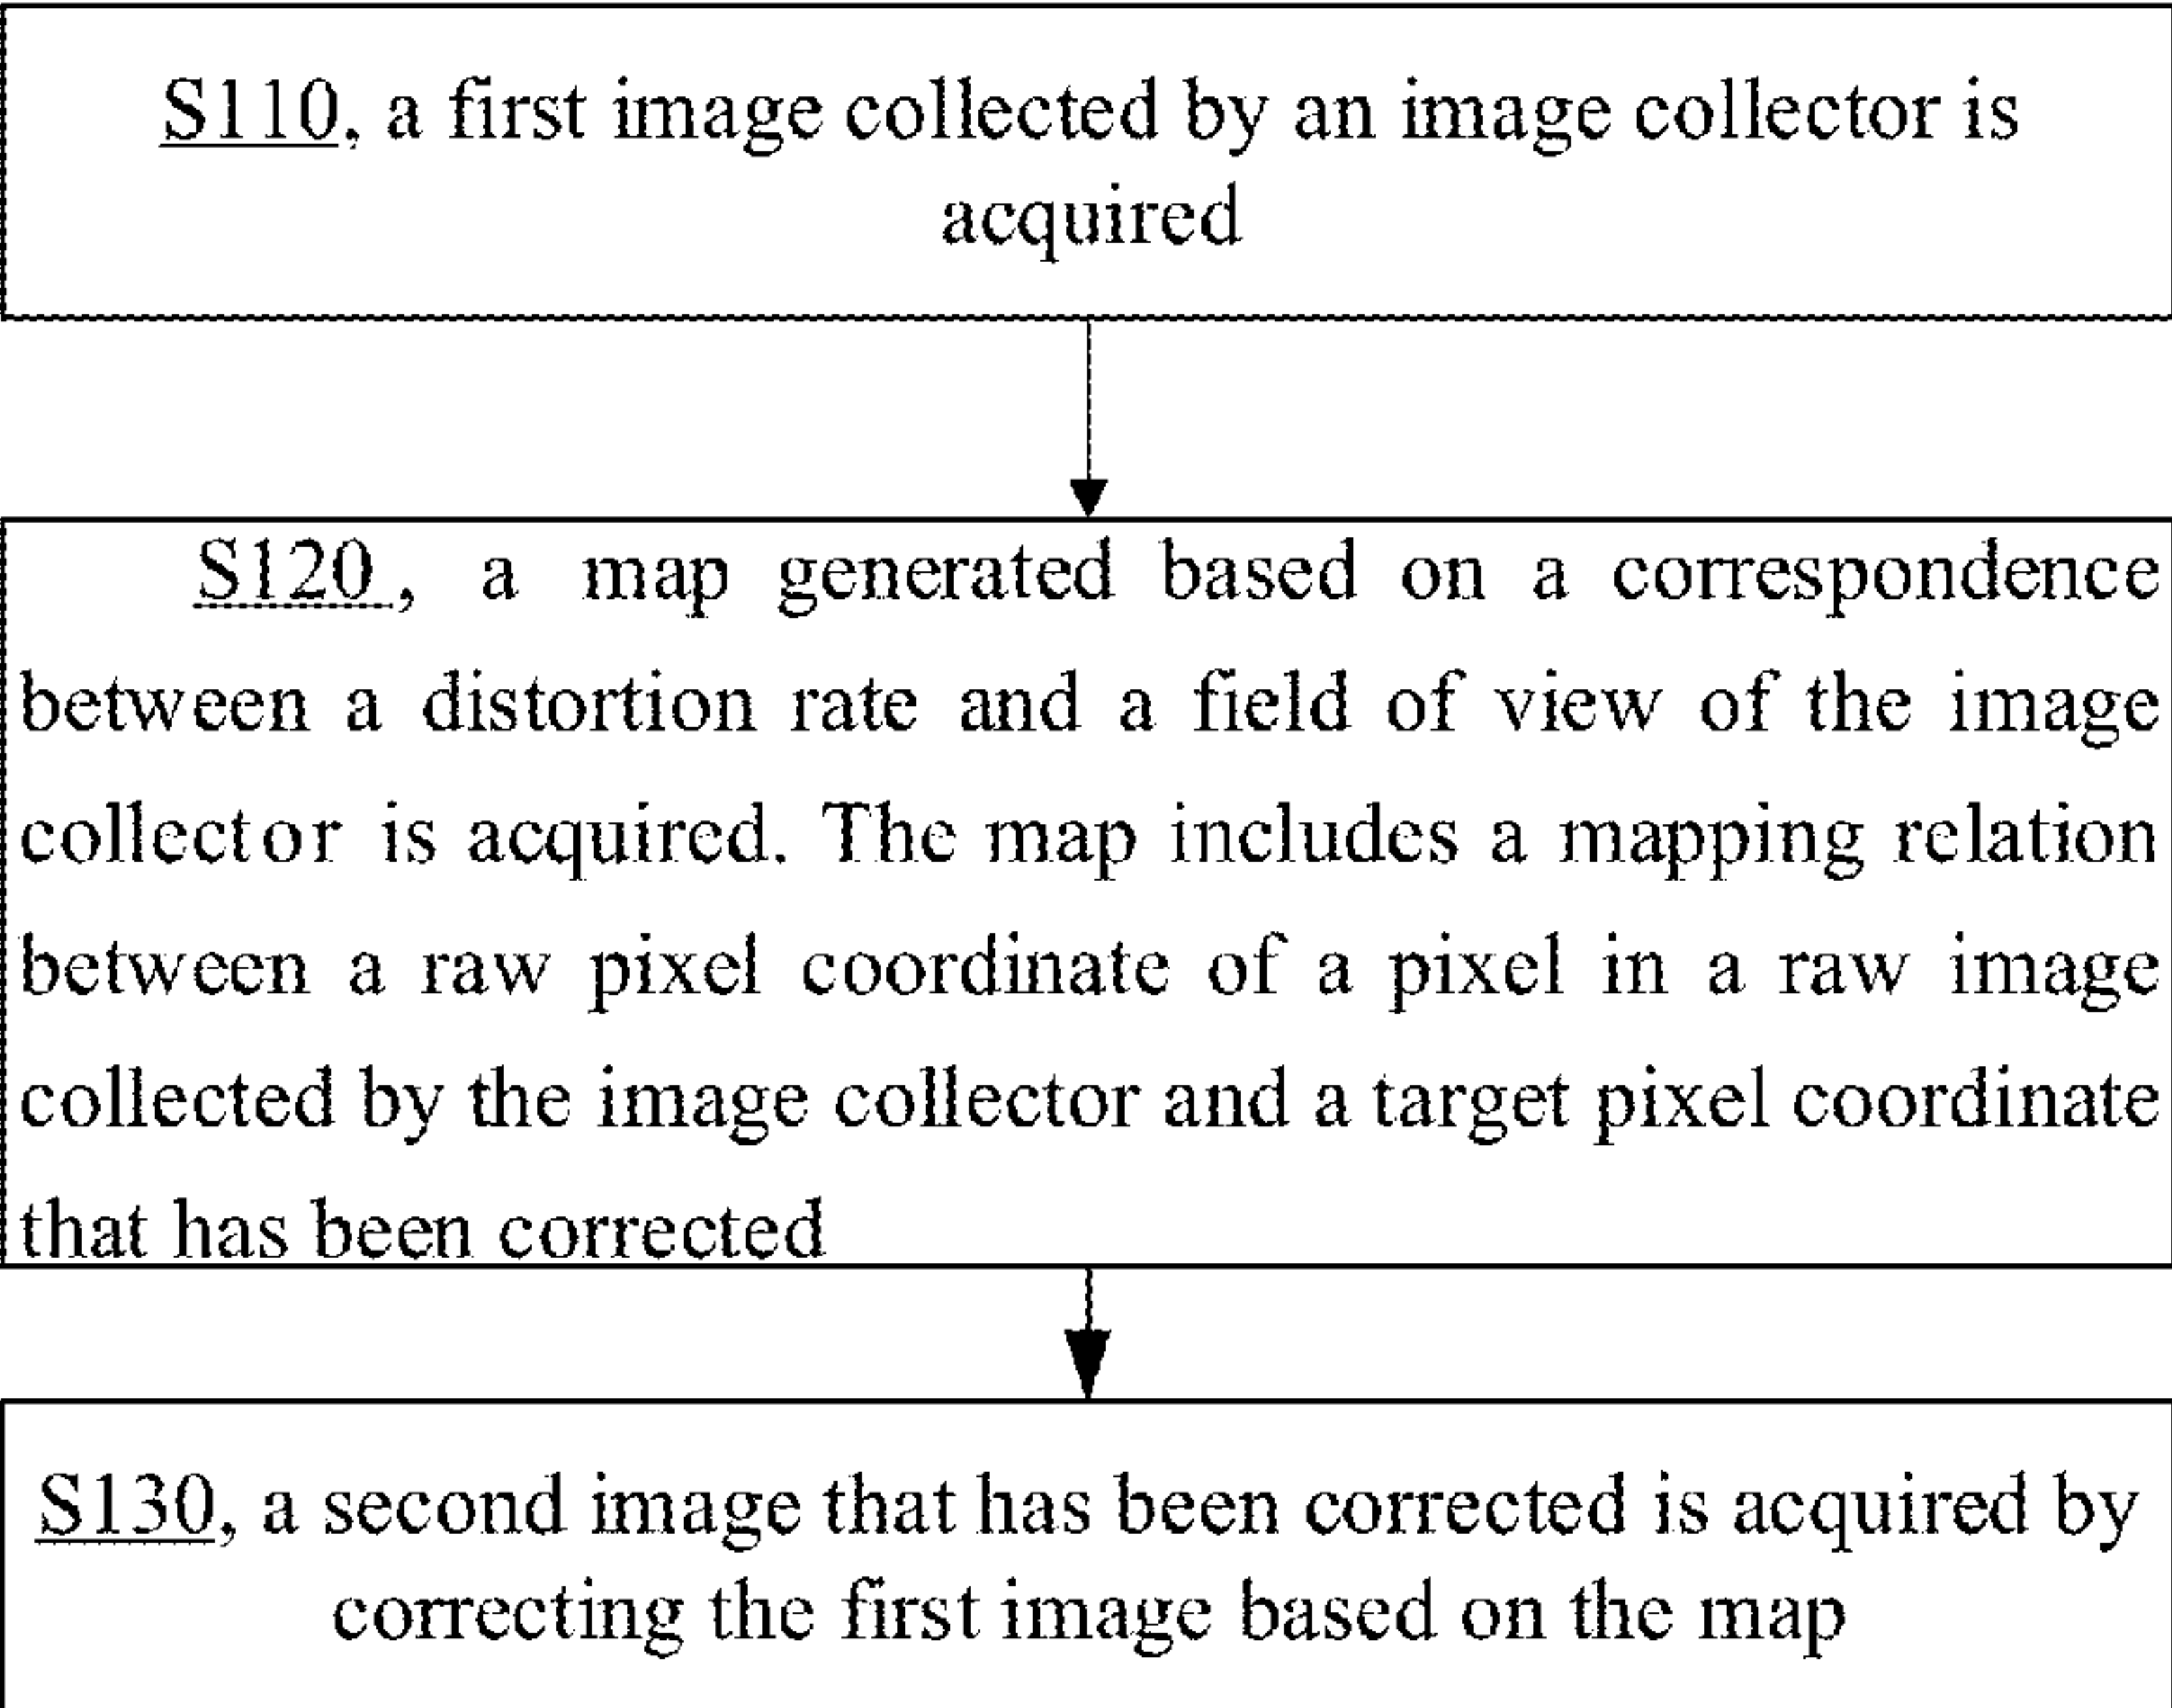 S110, a first image collected by an image collector is
acquired
S120, a map generated based on a correspondence
between a distortion rate and a field of view of the image
collector is acquired. The map includes a mapping relation
between a raw pixel coordinate of a pixel in a raw image
collected by the image collector and a target pixel coordinate
that has been corrected
S130, a second image that has been corrected is acquired by
correcting the first image based on the map